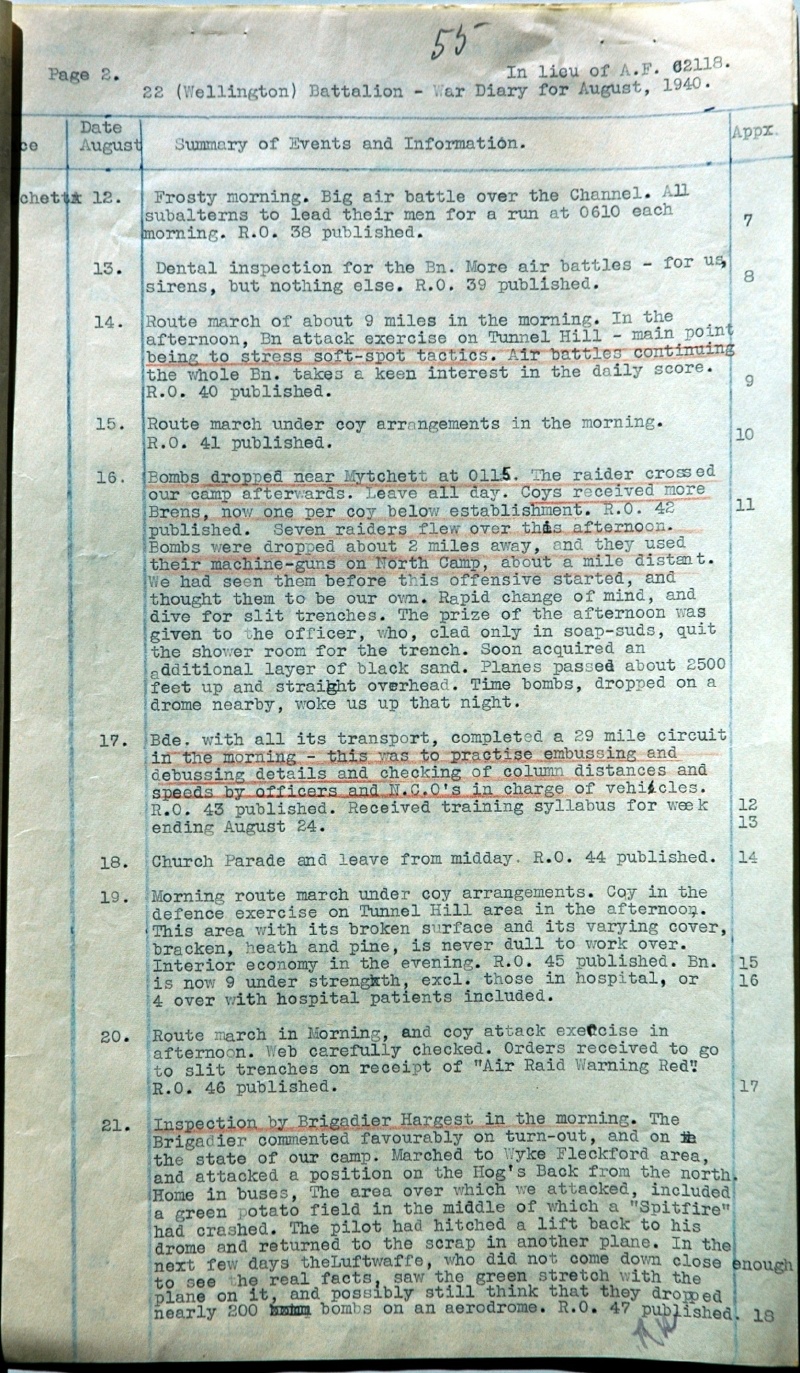 55
Page 2.
In lieu of A.F. C2118.
22 (Wellington) Battalion - War Diary for August, 1940.
ce
Date August
Summary of Events and Information.
Appx.
chett
12. Frosty morning. Big air battle over the Channel. All
subalterns to lead their men for a run at 0610 each
morning. R.O. 38 published. 7
13. Dental inspection for the Bn. More air battles - for us,
sirens, but nothing else. R.O. 39 published. 8
14. Route march of about 9 miles in the morning. In the
afternoon, Bn attack exercise on Tunnel Hill - main point
being to stress soft-spot tactics. Air battles continuing
the whole Bn. takes a keen interest in the daily score.
R.O. 40 published. 9
15. Route march under coy arrangements in the morning.
R.O. 41 published. 10
16. Bombs dropped near Mytchett at 0115. The raider crossed
our camp afterwards. Leave all day. Coys received more
Brens, now one per coy below establishment. R.O. 42 11
published. Seven raiders flew over this afternoon.
Bombs were dropped about 2 miles away, and they used
their machine-guns on North Camp, about a mile distant.
We had seen them before this offensive started, and
thought them to be our own. Rapid change of mind, and
dive for slit trenches. The prize of the afternoon was
given to the officer, who, clad only in soap-suds, quit
the shower room for the trench. Soon acquired an
additional layer of black sand. Planes passed about 2500
feet up and straight overhead. Time bombs, dropped on a
drome nearby, woke us up that night.
17. Bde. with all its transport, completed a 29 mile circuit
in the morning - this was to practise embussing and
debussing details and checking of column distances and
speeds by officers and N.C.O's in charge of vehicles.
R.O. 43 published. Received training syllabus for week 12
ending August 24. 13
18. Church Parade and leave from midday. R.O. 44 published. 14
19. Morning route march under coy arrangements. Coy in the
defence exercise on Tunnel Hill area in the afternoon.
This area with its broken surface and its varying cover,
bracken, heath and pine, is never dull to work over.
Interior economy in the evening. R.O. 45 published. Bn. 15
is now 9 under strength, excl. those in hospital, or 16
4 over with hospital patients included.
20. Route march in Morning, and coy attack exercise in
afternoon. Web carefully checked. Orders received to go
to slit trenches on receipt of "Air Raid Warning Red".
R.O. 46 published. 17
21. Inspection by Brigadier Hargest in the morning. The
Brigadier commented favourably on turn-out, and on
the state of our camp. Marched to Wyke Fleckford area,
and attacked a position on the Hog's Back from the north.
Home in buses, The area over which we attacked, included
a green potato field in the middle of which a "Spitfire"
had crashed. The pilot had hitched a lift back to his
drome and returned to the scrap in another plane. In the
next few days theLuftwaffe, who did not come down close enough
to see the real facts, saw the green stretch with the
plane on it, and possibly still think that they dropped
nearly 200 bombs on an aerodrome. R.O. 47 published. 18